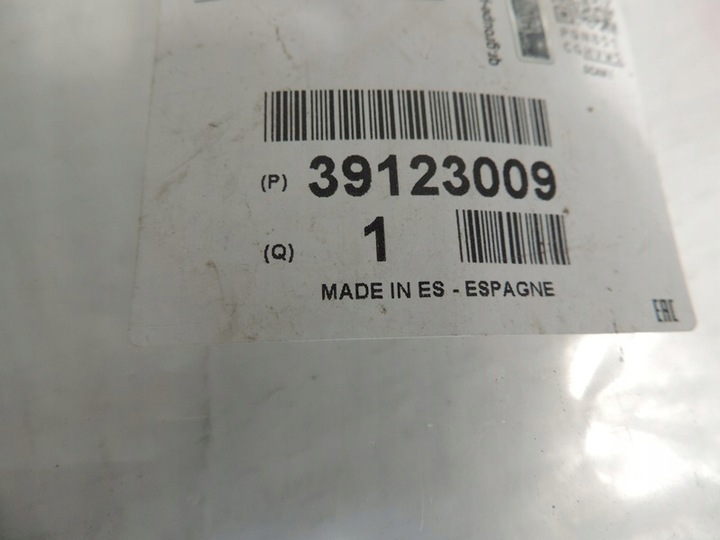 (P) 39123009
(Q) 1
MADE IN ES - ESPAGNE
EAC